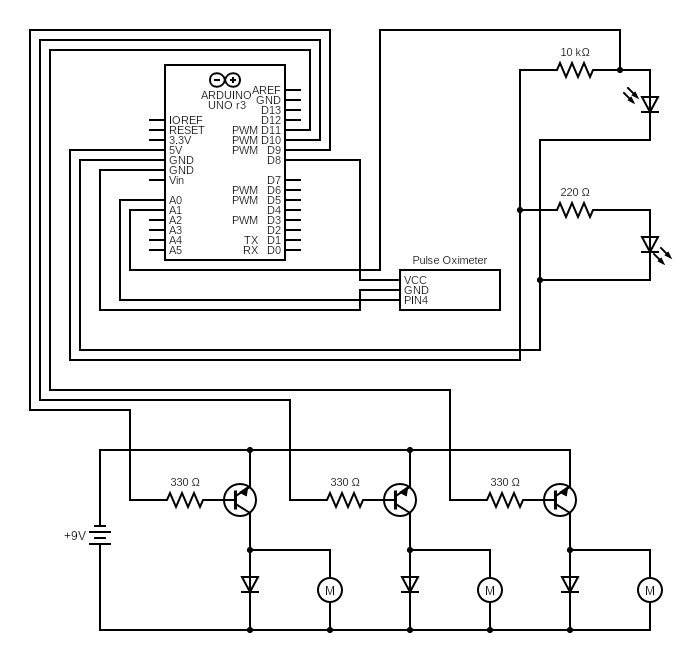 10 kΩ
ARDUINO
UNO r3
AREF
GND
D13
IOREF
D12
RESET
PWM D11
3.3V
PWM D10
5V
PWM D9
GND
D8
GND
Vin
D7
PWM D6
220 Ω
A0
PWM D5
A1
D4
A2
PWM D3
A3
D2
A4
TX D1
A5
RX D0
Pulse Oximeter
VCC
GND
PIN4
330 Ω
330 Ω
330 Ω
+9V
M
M
M